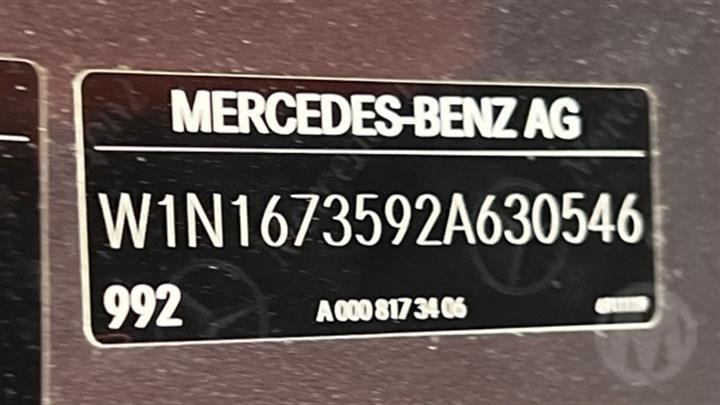 MERCEDES-BENZ AG
W1N1673592A630546
992 A 000 817 34 06